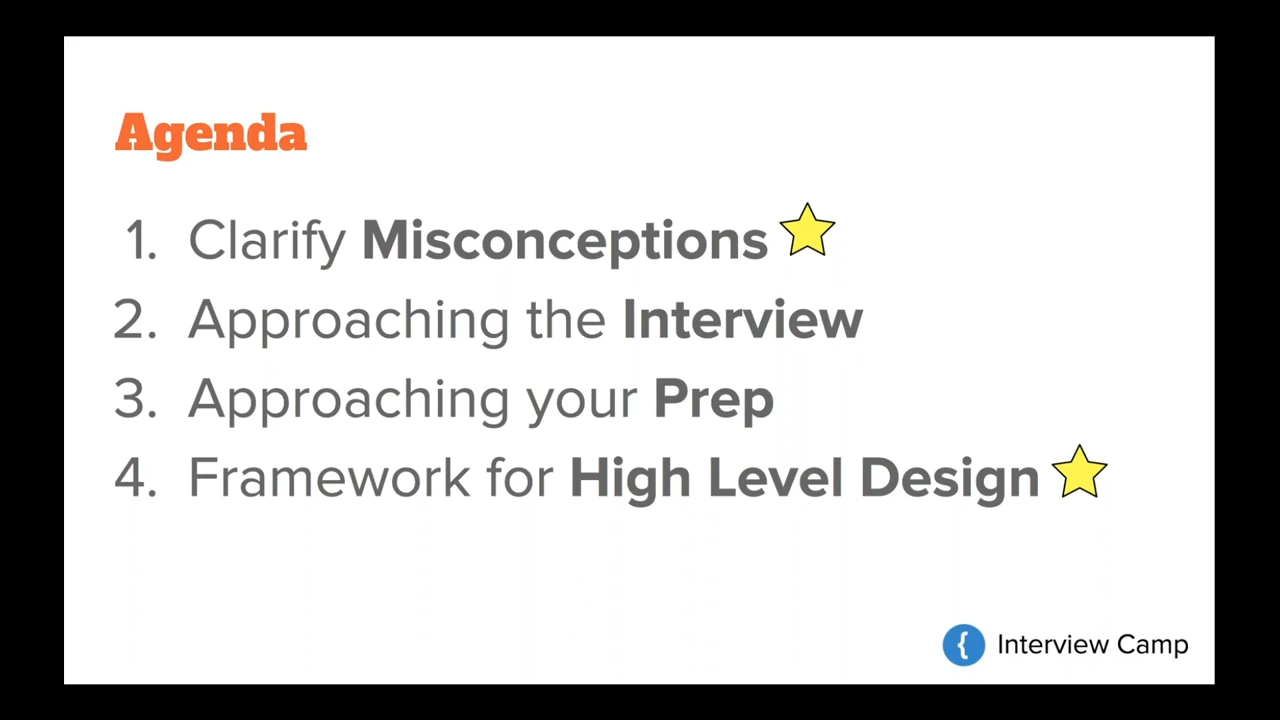 Agenda
1. Clarify Misconceptions
2. Approaching the Interview
3. Approaching your Prep
4. Framework for High Level Design
{ Interview Camp